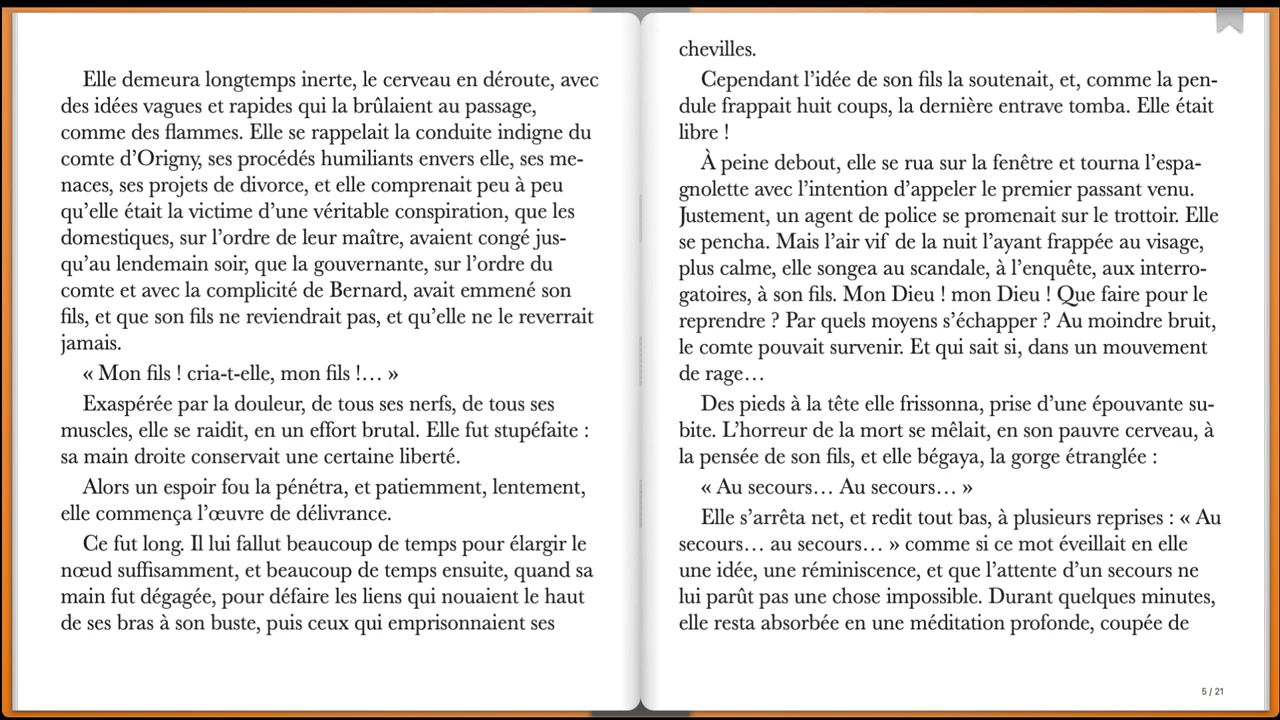 Elle demeura longtemps inerte, le cerveau en déroute, avec
des idées vagues et rapides qui la brûlaient au passage,
comme des flammes. Elle se rappelait la conduite indigne du
comte d’Origny, ses procédés humiliants envers elle, ses me-
naces, ses projets de divorce, et elle comprenait peu à peu
qu’elle était la victime d’une véritable conspiration, que les
domestiques, sur l’ordre de leur maître, avaient congé jus-
qu’au lendemain soir, que la gouvernante, sur l’ordre du
comte et avec la complicité de Bernard, avait emmené son
fils, et que son fils ne reviendrait pas, et qu’elle ne le reverrait
jamais.
« Mon fils ! cria-t-elle, mon fils !… »
Exaspérée par la douleur, de tous ses nerfs, de tous ses
muscles, elle se raidit, en un effort brutal. Elle fut stupéfaite :
sa main droite conservait une certaine liberté.
Alors un espoir fou la pénétra, et patiemment, lentement,
elle commença l’œuvre de délivrance.
Ce fut long. Il lui fallut beaucoup de temps pour élargir le
nœud suffisamment, et beaucoup de temps ensuite, quand sa
main fut dégagée, pour défaire les liens qui nouaient le haut
de ses bras à son buste, puis ceux qui emprisonnaient ses
chevilles.
Cependant l’idée de son fils la soutenait, et, comme la pen-
dule frappait huit coups, la dernière entrave tomba. Elle était
libre !
À peine debout, elle se rua sur la fenêtre et tourna l’espa-
gnolette avec l’intention d’appeler le premier passant venu.
Justement, un agent de police se promenait sur le trottoir. Elle
se pencha. Mais l’air vif de la nuit l’ayant frappée au visage,
plus calme, elle songea au scandale, à l’enquête, aux interro-
gatoires, à son fils. Mon Dieu ! mon Dieu ! Que faire pour le
reprendre ? Par quels moyens s’échapper ? Au moindre bruit,
le comte pouvait survenir. Et qui sait si, dans un mouvement
de rage…
Des pieds à la tête elle frissonna, prise d’une épouvante su-
bite. L’horreur de la mort se mêlait, en son pauvre cerveau, à
la pensée de son fils, et elle bégaya, la gorge étranglée :
« Au secours… Au secours… »
Elle s’arrêta net, et redit tout bas, à plusieurs reprises : « Au
secours… au secours… » comme si ce mot éveillait en elle
une idée, une réminiscence, et que l’attente d’un secours ne
lui parût pas une chose impossible. Durant quelques minutes,
elle resta absorbée en une méditation profonde, coupée de
5 / 21